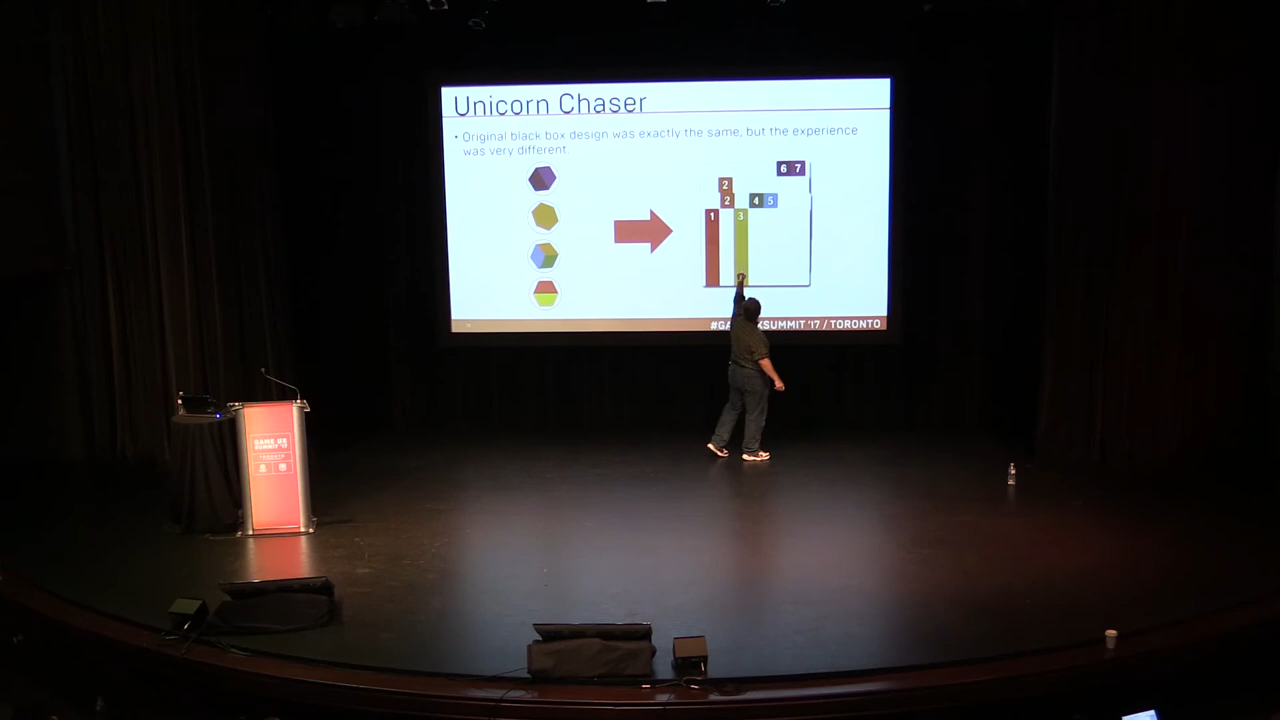 Unicorn Chaser
• Original black box design was exactly the same, but the experience
was very different.
6 7
2
2 4 5
1 3
SUMMIT '17 / TORONTO
GAME UX
SUMMIT '17
TORONTO